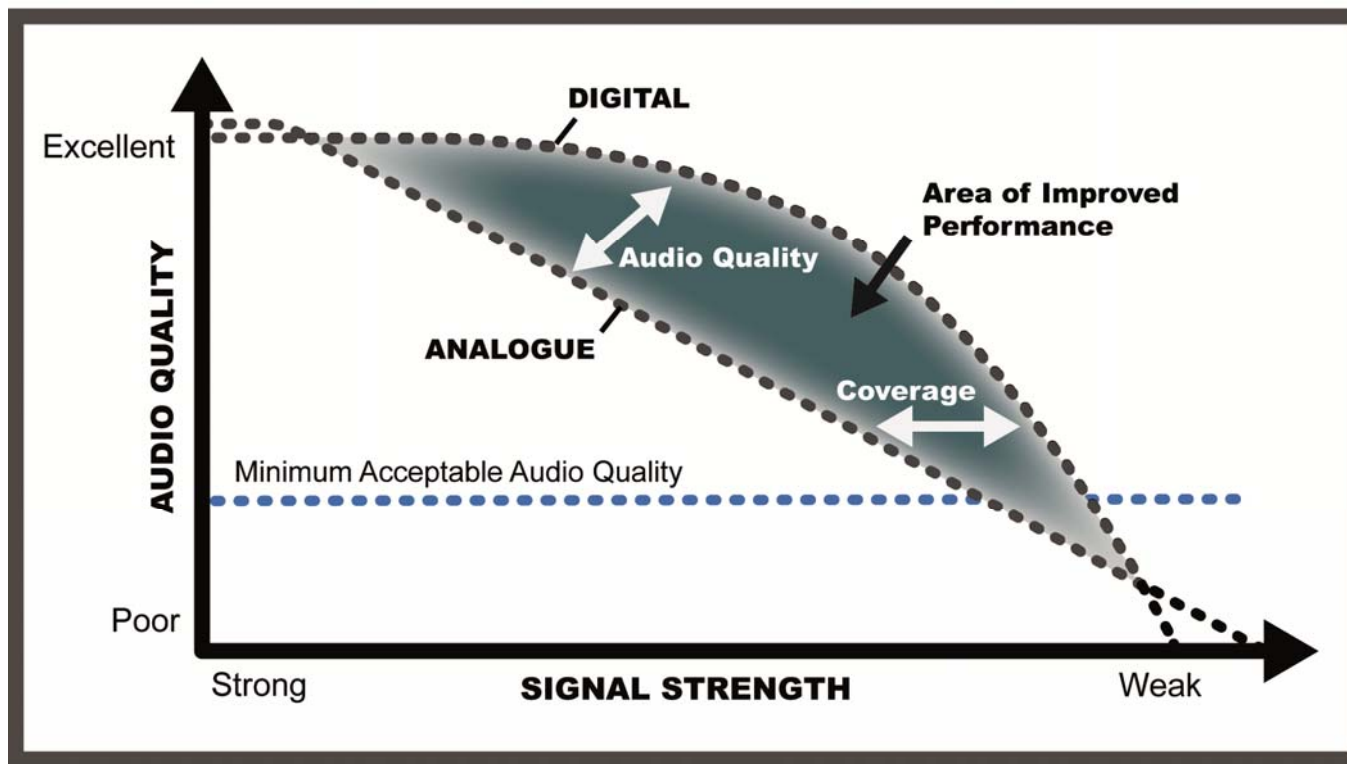 DIGITAL
Excellent
Area of Improved
Performance
Audio Quality
ANALOGUE
AUDIO QUALITY
Coverage
Minimum Acceptable Audio Quality
Poor
Strong
SIGNAL STRENGTH
Weak